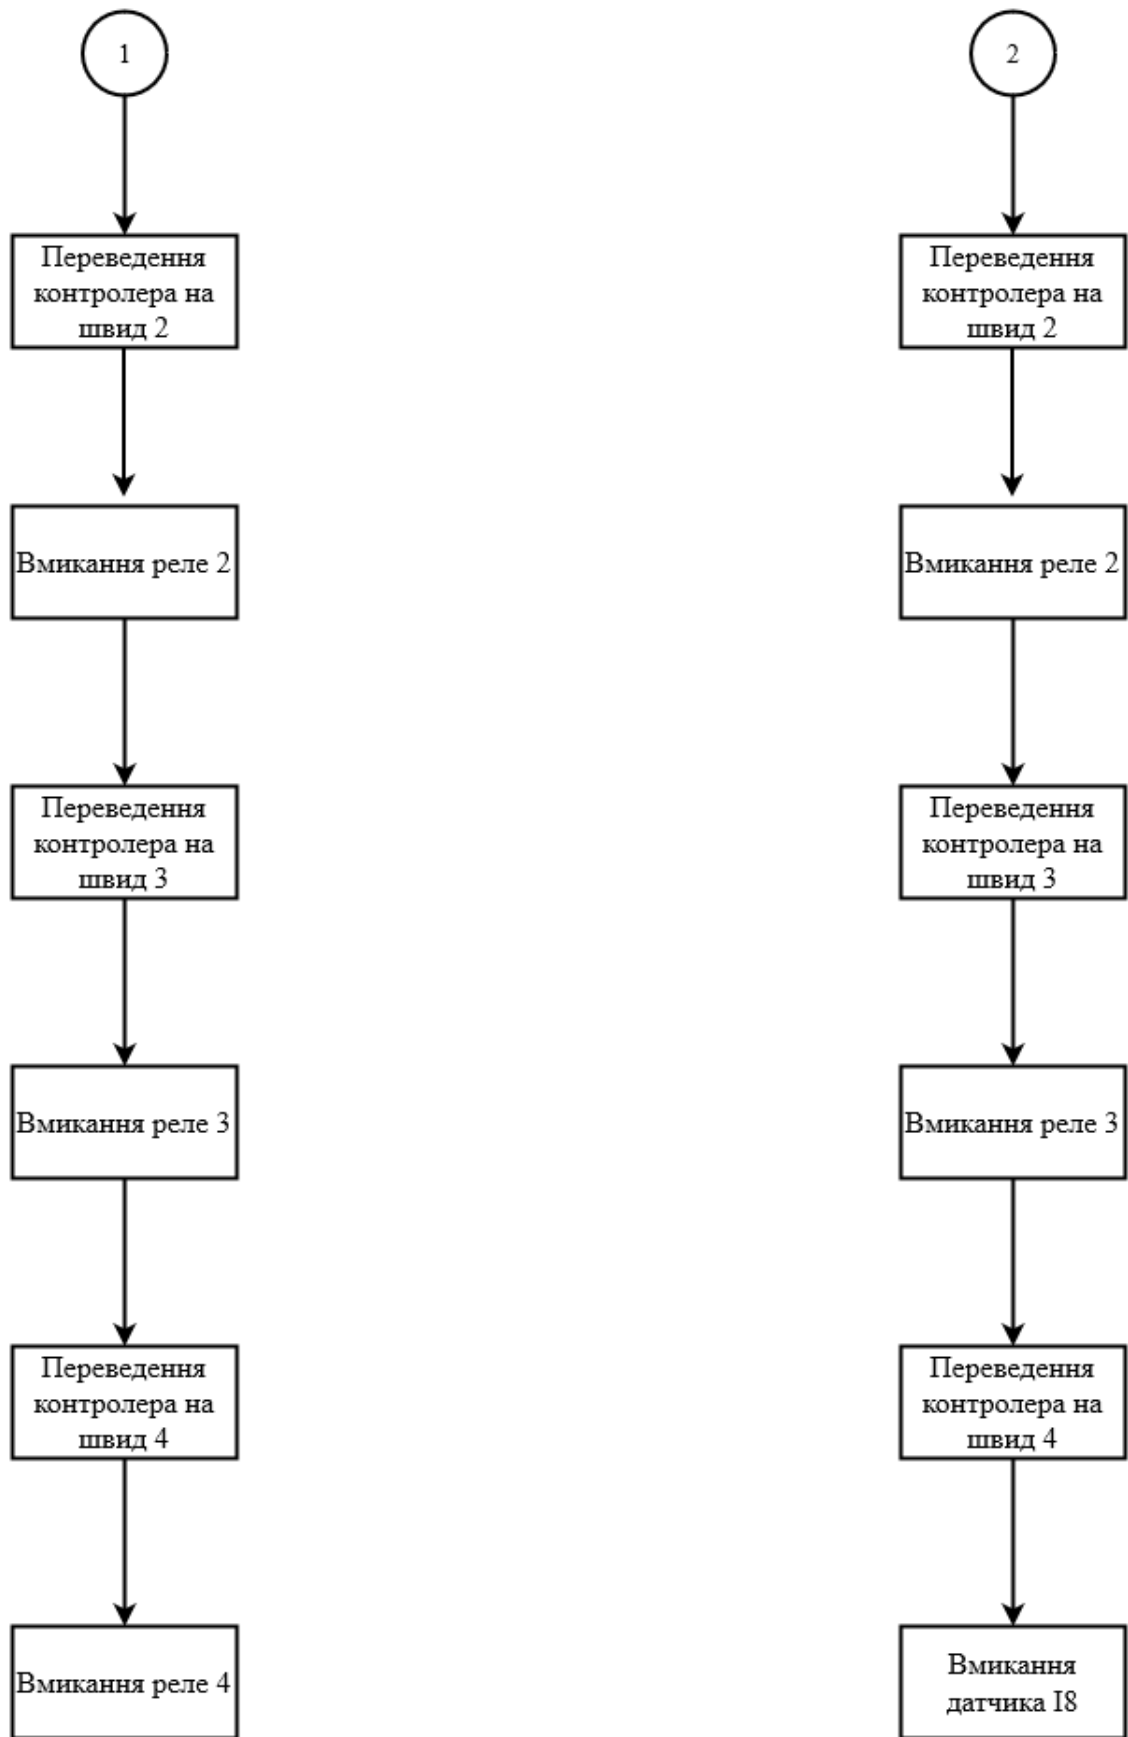 1
Переведення
контролера на
швид 2
Вмикання реле 2
Переведення
контролера на
швид 3
Вмикання реле 3
Переведення
контролера на
швид 4
Вмикання реле 4
2
Переведення
контролера на
швид 2
Вмикання реле 2
Переведення
контролера на
швид 3
Вмикання реле 3
Переведення
контролера на
швид 4
Вмикання
датчика І8